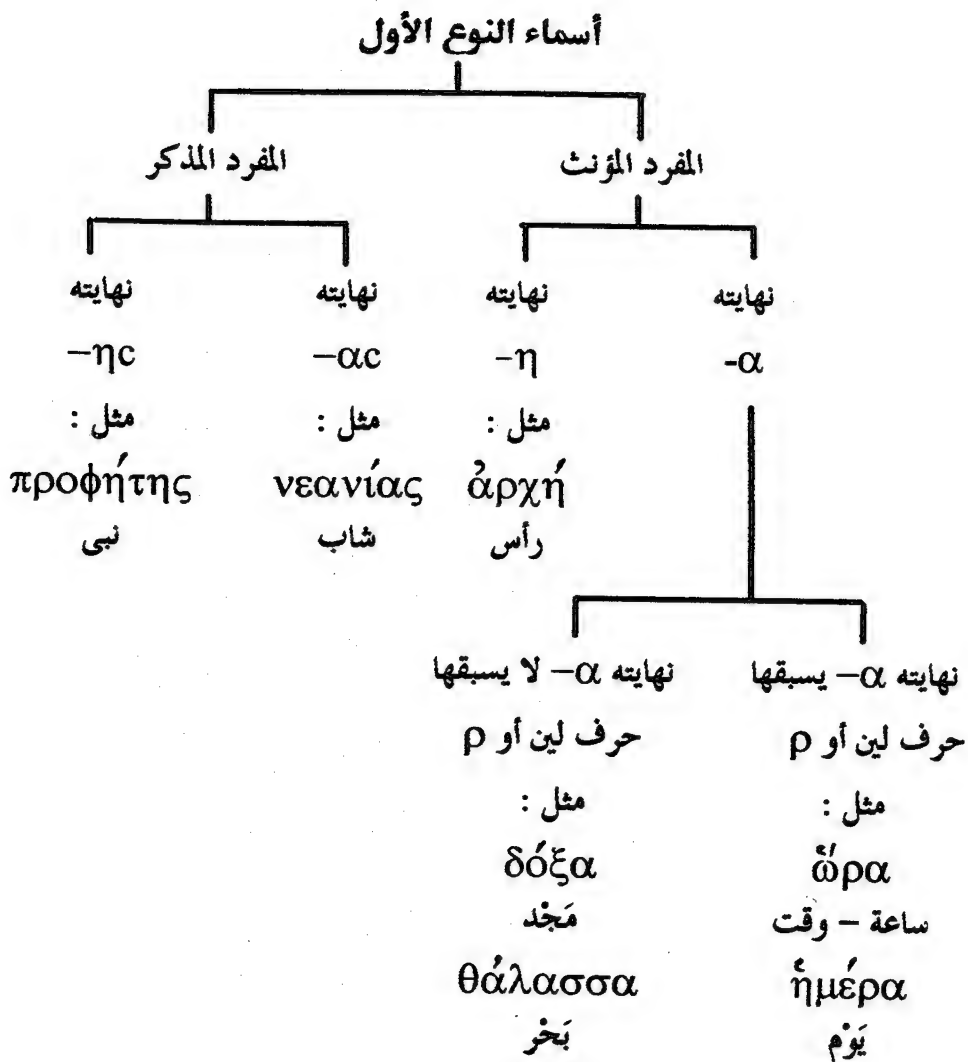 أسماء النوع الأول
المفرد المؤنث
المفرد المذكر
نهايته
نهايته
نهايته
نهايته
-α
-η
–αc
–ηc
مثل :
مثل :
مثل :
ἀρχή
νεανίας
προφήτης
رأس
شاب
نبى
نهايته α– يسبقها
حرف لين أو ρ
مثل :
ὥρα
ساعة – وقت
ἡμέρα
يَوْم
نهايته α– لا يسبقها
حرف لين أو ρ
مثل :
δόξα
مَجْد
θάλασσα
بَحْر